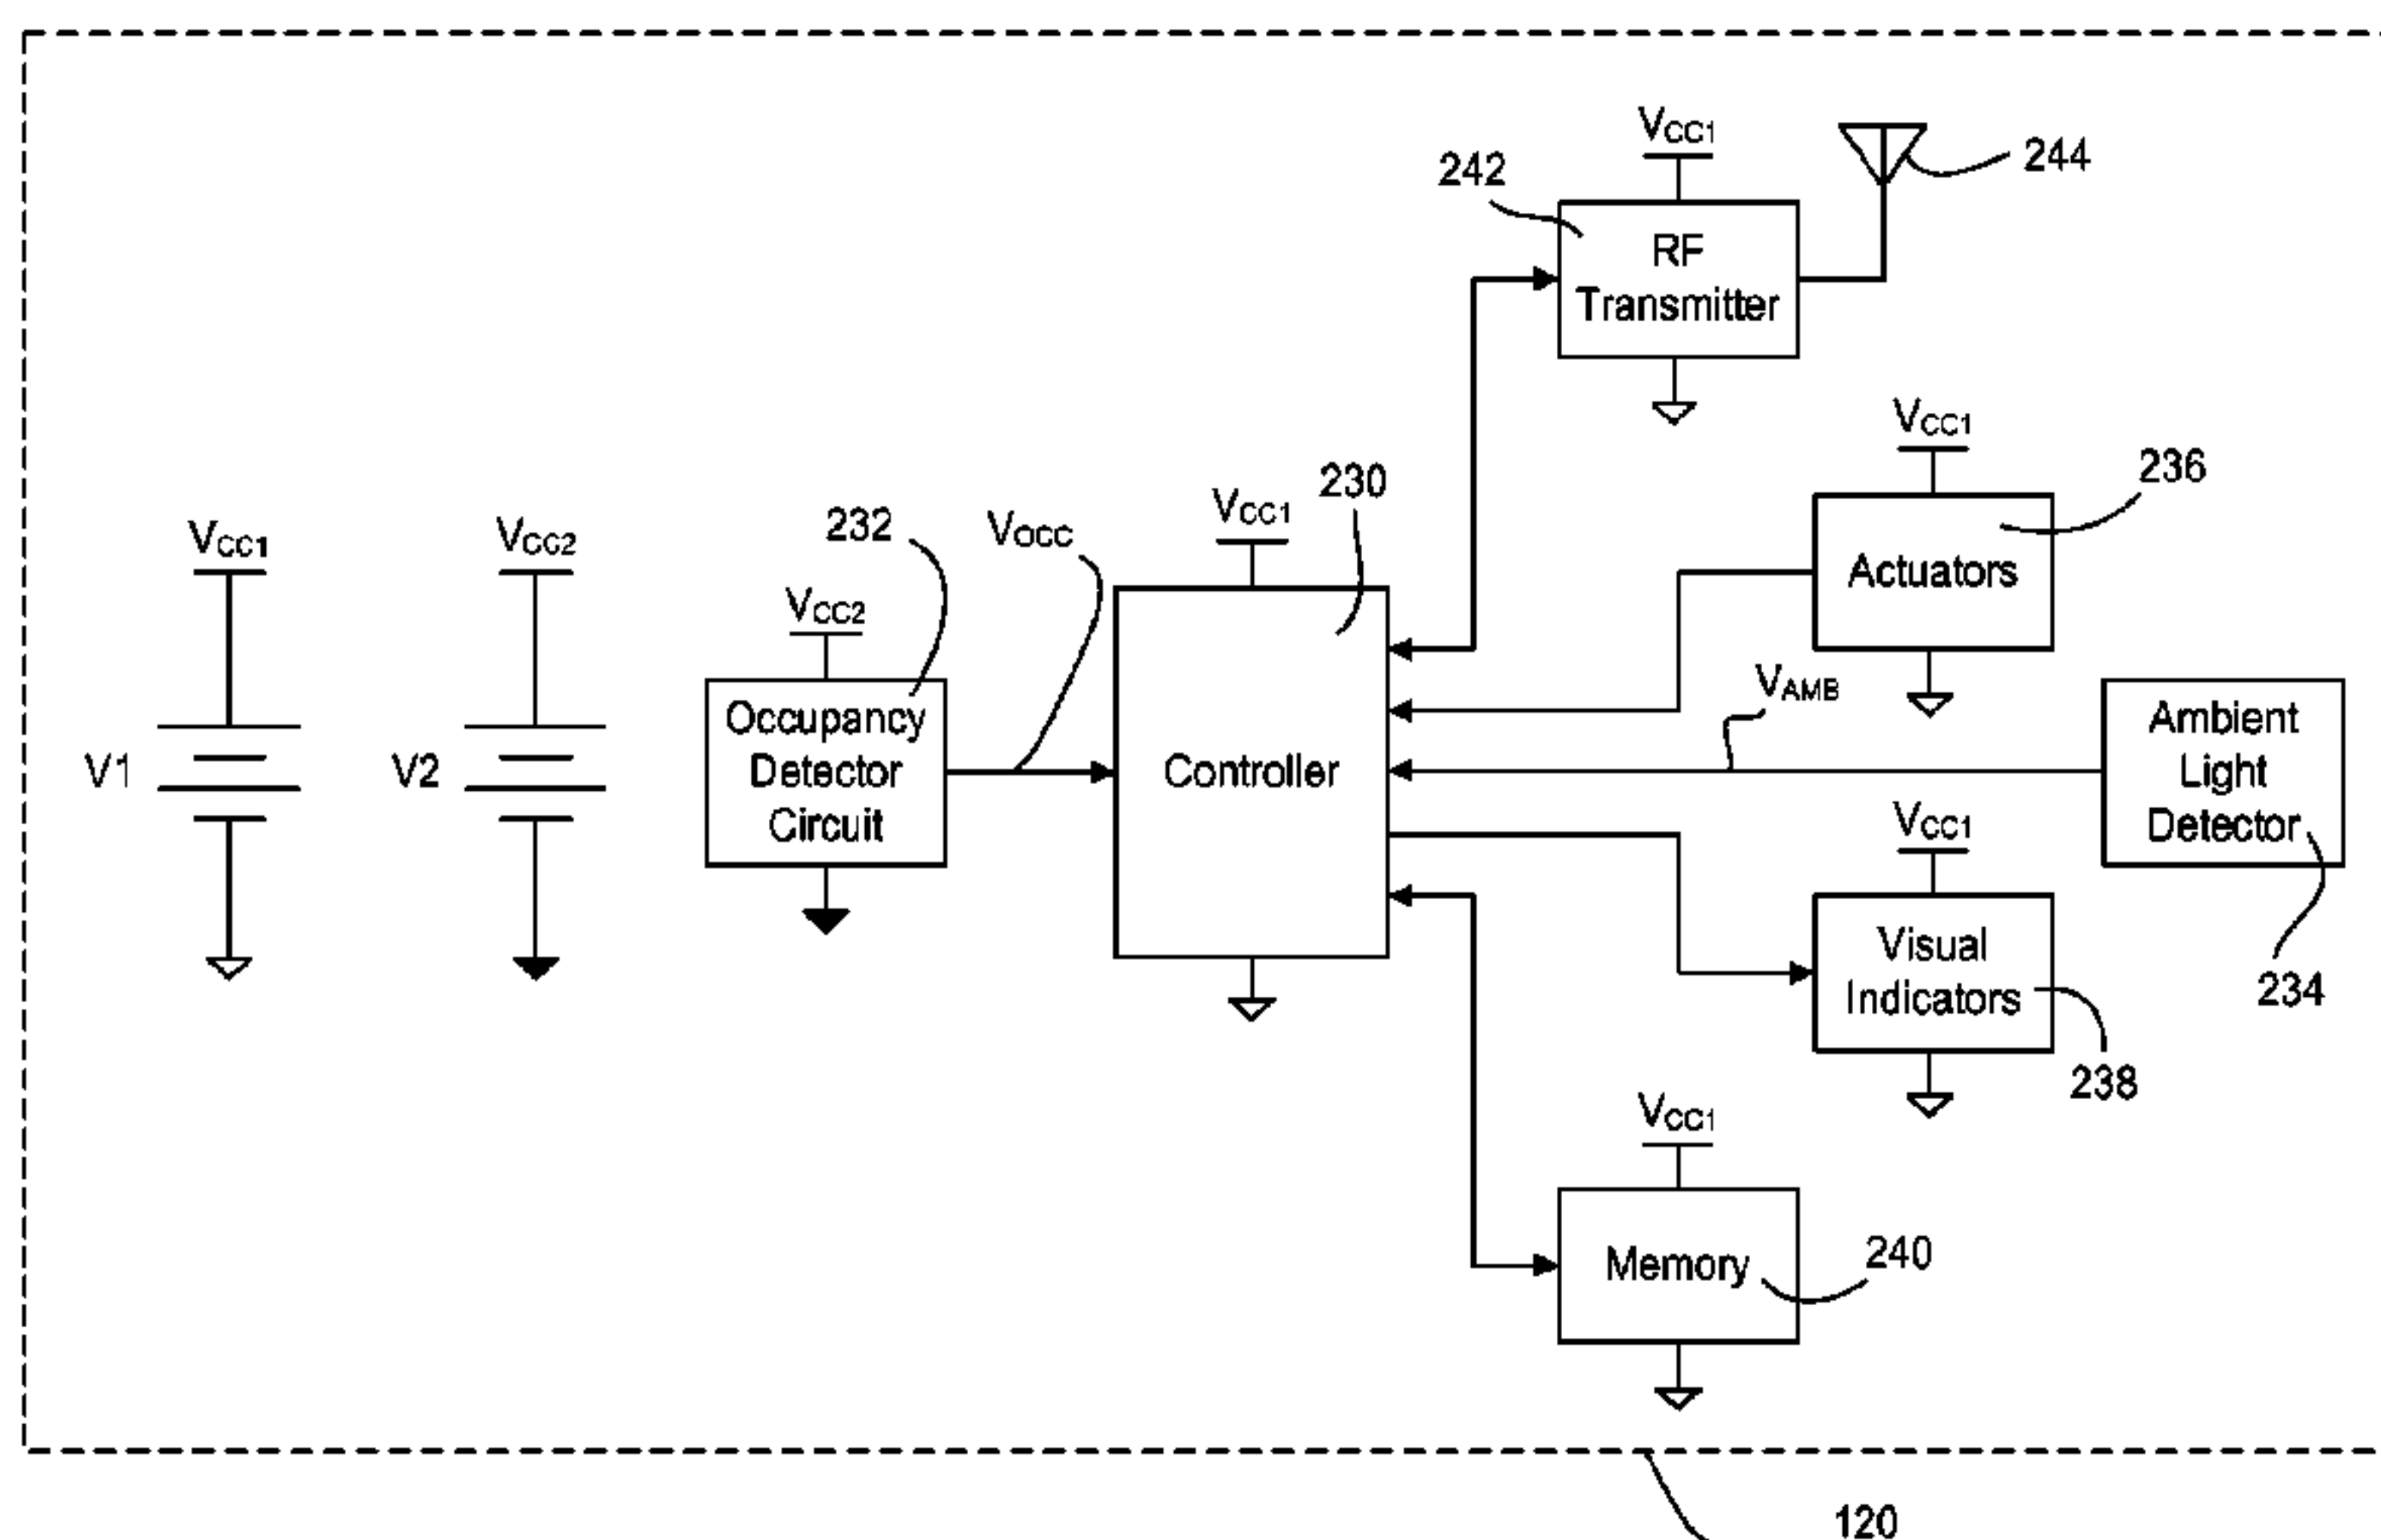 VCC1
244
242
RF
Transmitter
VCC1
236
Actuators
VCC1
230
VOCC
232
VCC2
VCC1
VCC2
Occupancy
Detector
Circuit
Controller
V1
V2
VAMB
Ambient
Light
Detector
234
VCC1
Visual
Indicators
238
VCC1
Memory
240
120